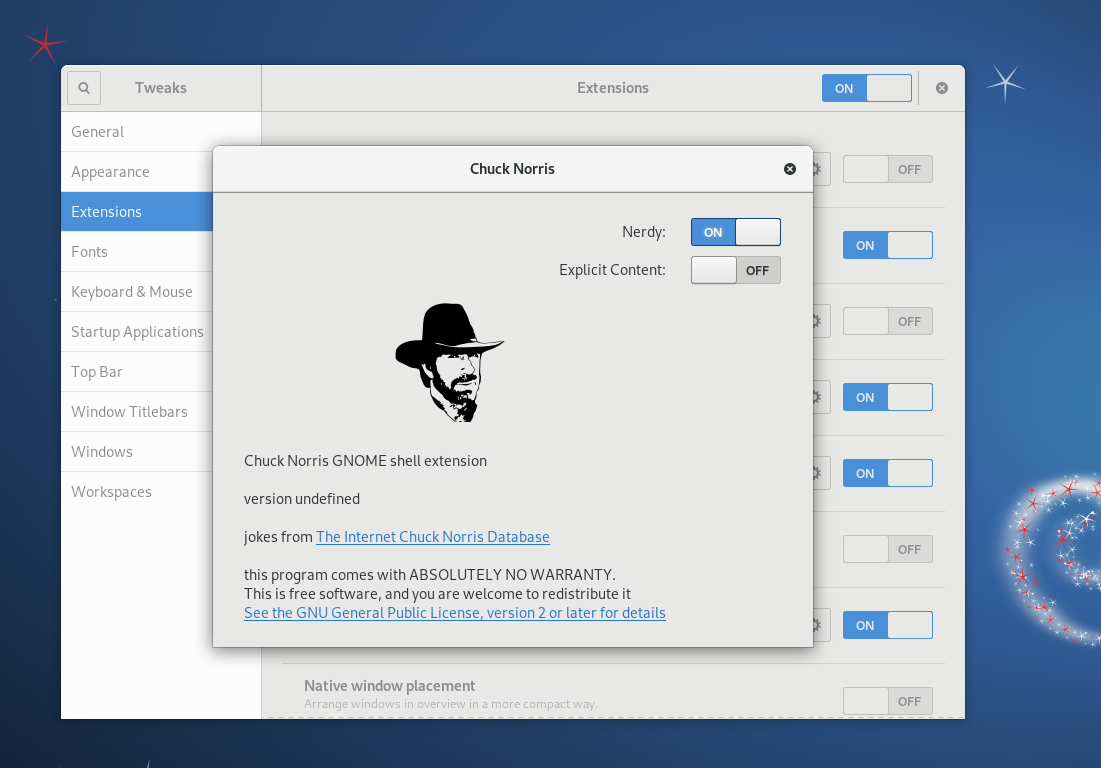 Tweaks
Extensions
ON
General
Appearance
Extensions
Fonts
Keyboard & Mouse
Startup Applications
Top Bar
Window Titlebars
Windows
Workspaces
OFF
ON
OFF
ON
ON
OFF
ON
Native window placement
Arrange windows in overview in a more compact way.
OFF
Chuck Norris
Nerdy:
ON
Explicit Content:
OFF
Chuck Norris GNOME shell extension
version undefined
jokes from The Internet Chuck Norris Database
this program comes with ABSOLUTELY NO WARRANTY.
This is free software, and you are welcome to redistribute it
See the GNU General Public License, version 2 or later for details